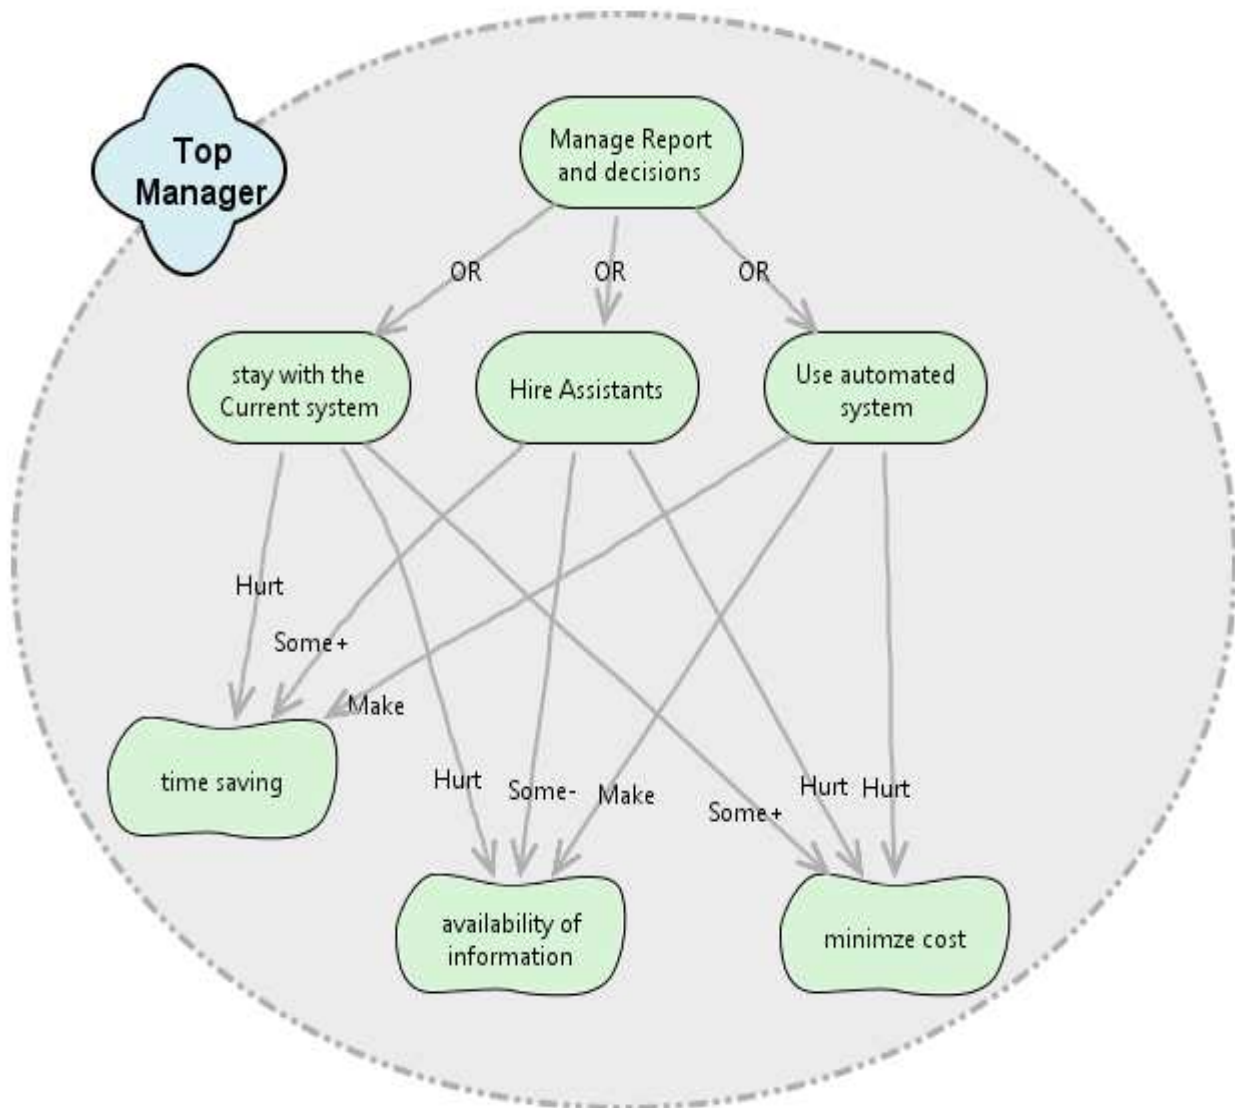 Top
Manager
Manage Report
and decisions
OR
OR
OR
stay with the
Current system
Hire Assistants
Use automated
system
Hurt
Some+
Make
time saving
Hurt
Some-
Make
Some+
Hurt
Hurt
availability of
information
minimze cost